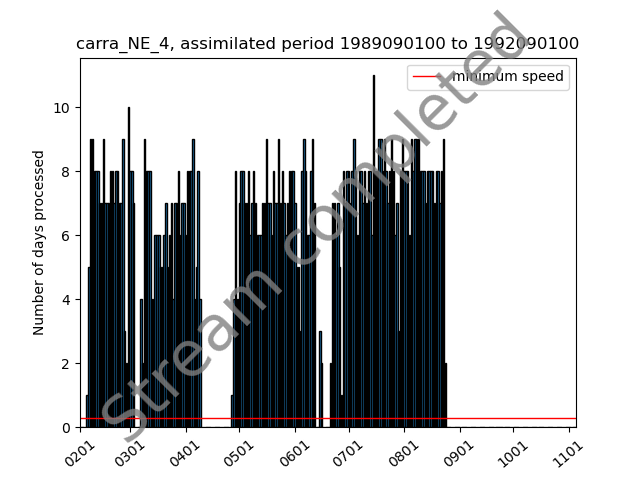 carra_NE_4, assimilated period 1989090100 to 1992090100
minimum speed
Stream completed
Number of days processed
10
8
6
4
2
0
0201 0301 0401 0501 0601 0701 0801 0901 1001 1101